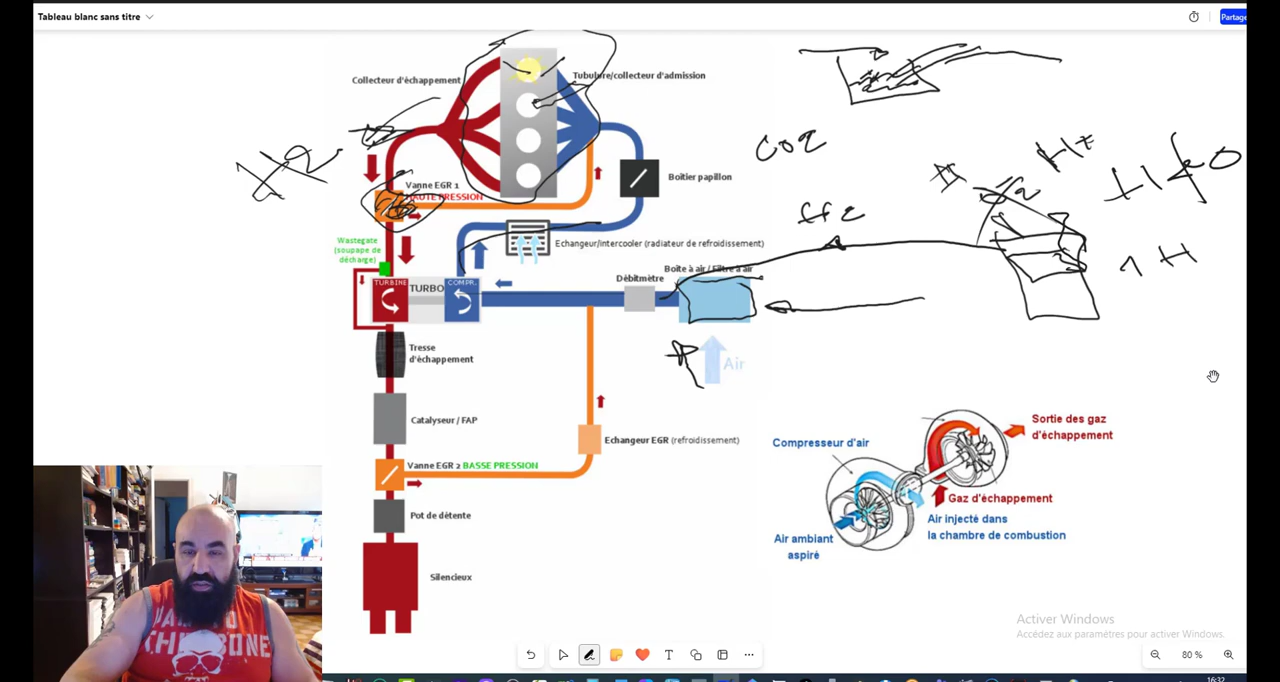 Tableau blanc sans titre
Partage
Collecteur d'échappement
Tubulure/collecteur d'admission
CO2
Vanne EGR 1
HAUTE PRESSION
Boîtier papillon
Wastegate
(soupape de
décharge)
Echangeur/intercooler (radiateur de refroidissement)
Boite à air / Filtre à air
Débitmètre
TURBINE
TURBO
COMPR.
1 H
Tresse
d'échappement
Air
Catalyseur / FAP
Echangeur EGR (refroidissement)
Vanne EGR 2 BASSE PRESSION
Pot de détente
Silencieux
Compresseur d'air
Sortie des gaz
d'échappement
Gaz d'échappement
Air injecté dans
la chambre de combustion
Air ambiant
aspiré
Activer Windows
Accédez aux paramètres pour activer Windows.
T
80 %
16:32